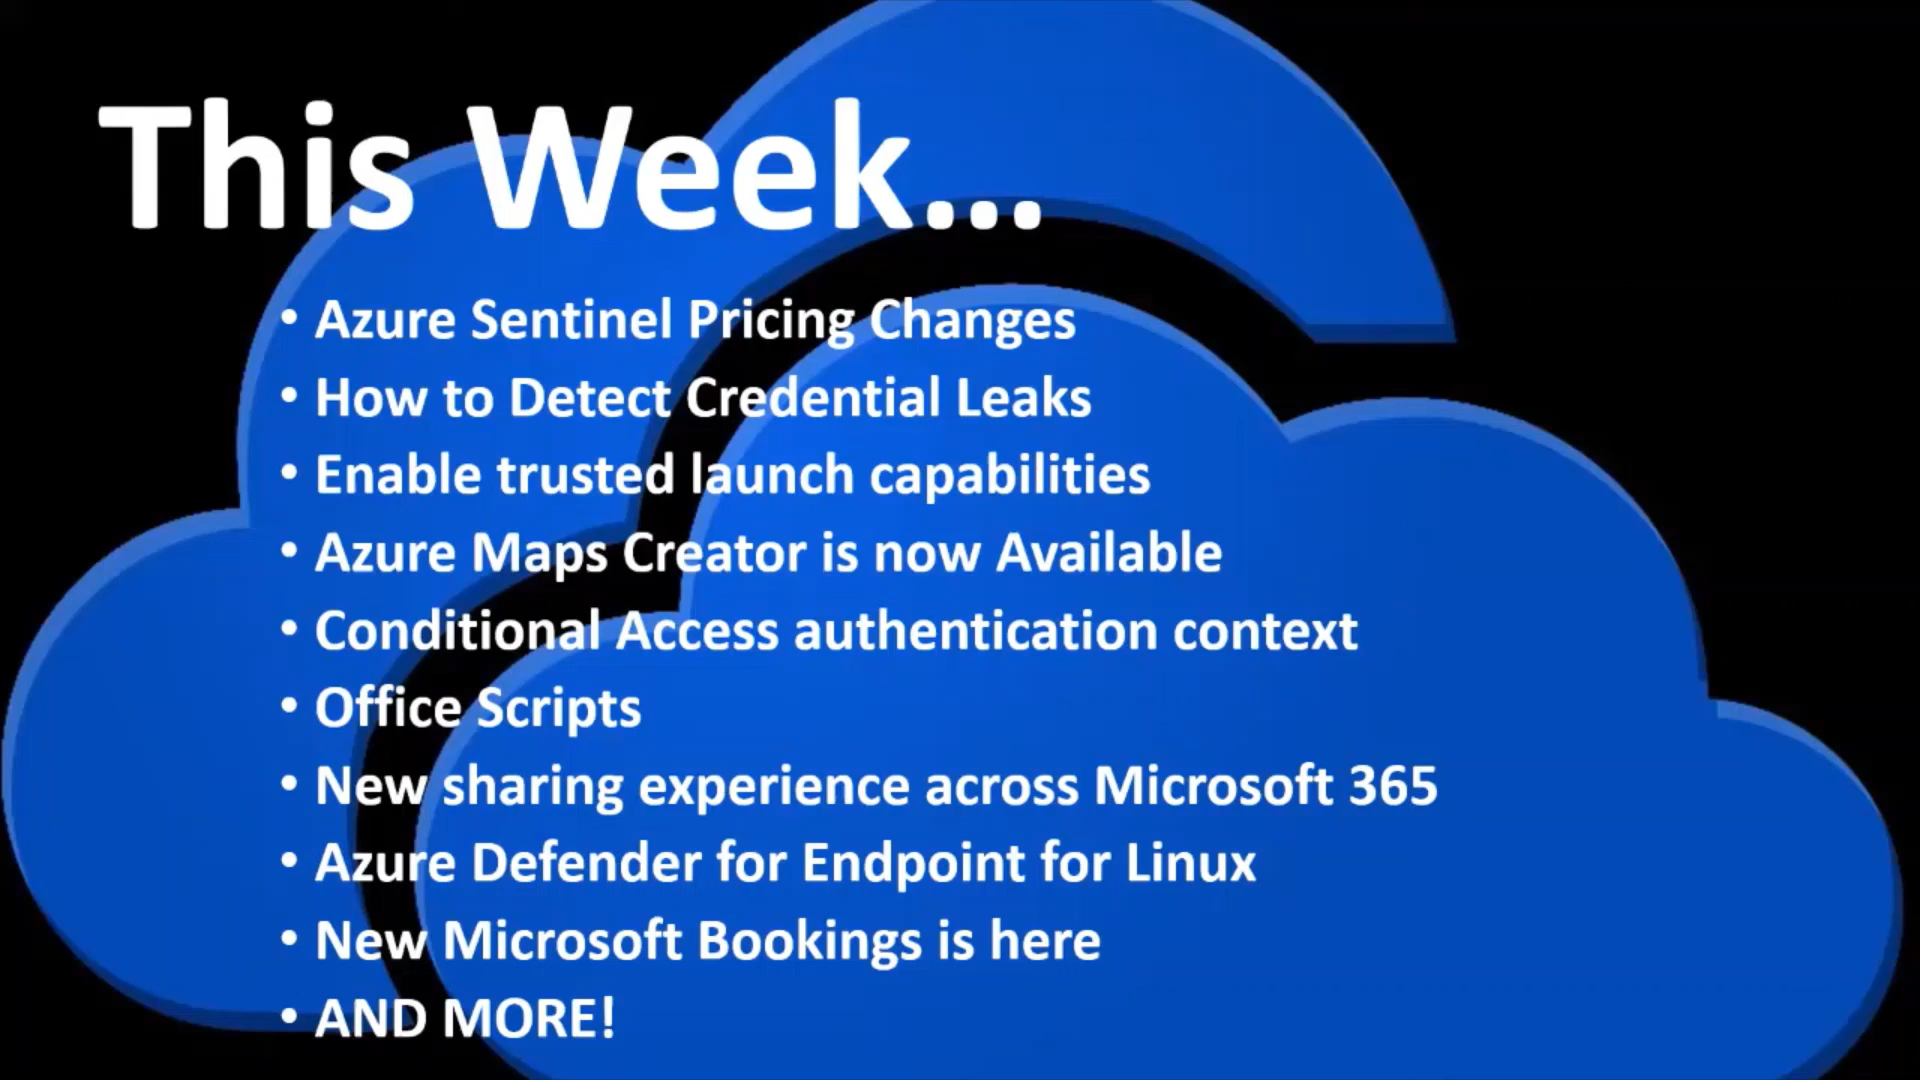 This Week...
• Azure Sentinel Pricing Changes
• How to Detect Credential Leaks
• Enable trusted launch capabilities
• Azure Maps Creator is now Available
• Conditional Access authentication context
• Office Scripts
• New sharing experience across Microsoft 365
• Azure Defender for Endpoint for Linux
• New Microsoft Bookings is here
• AND MORE!